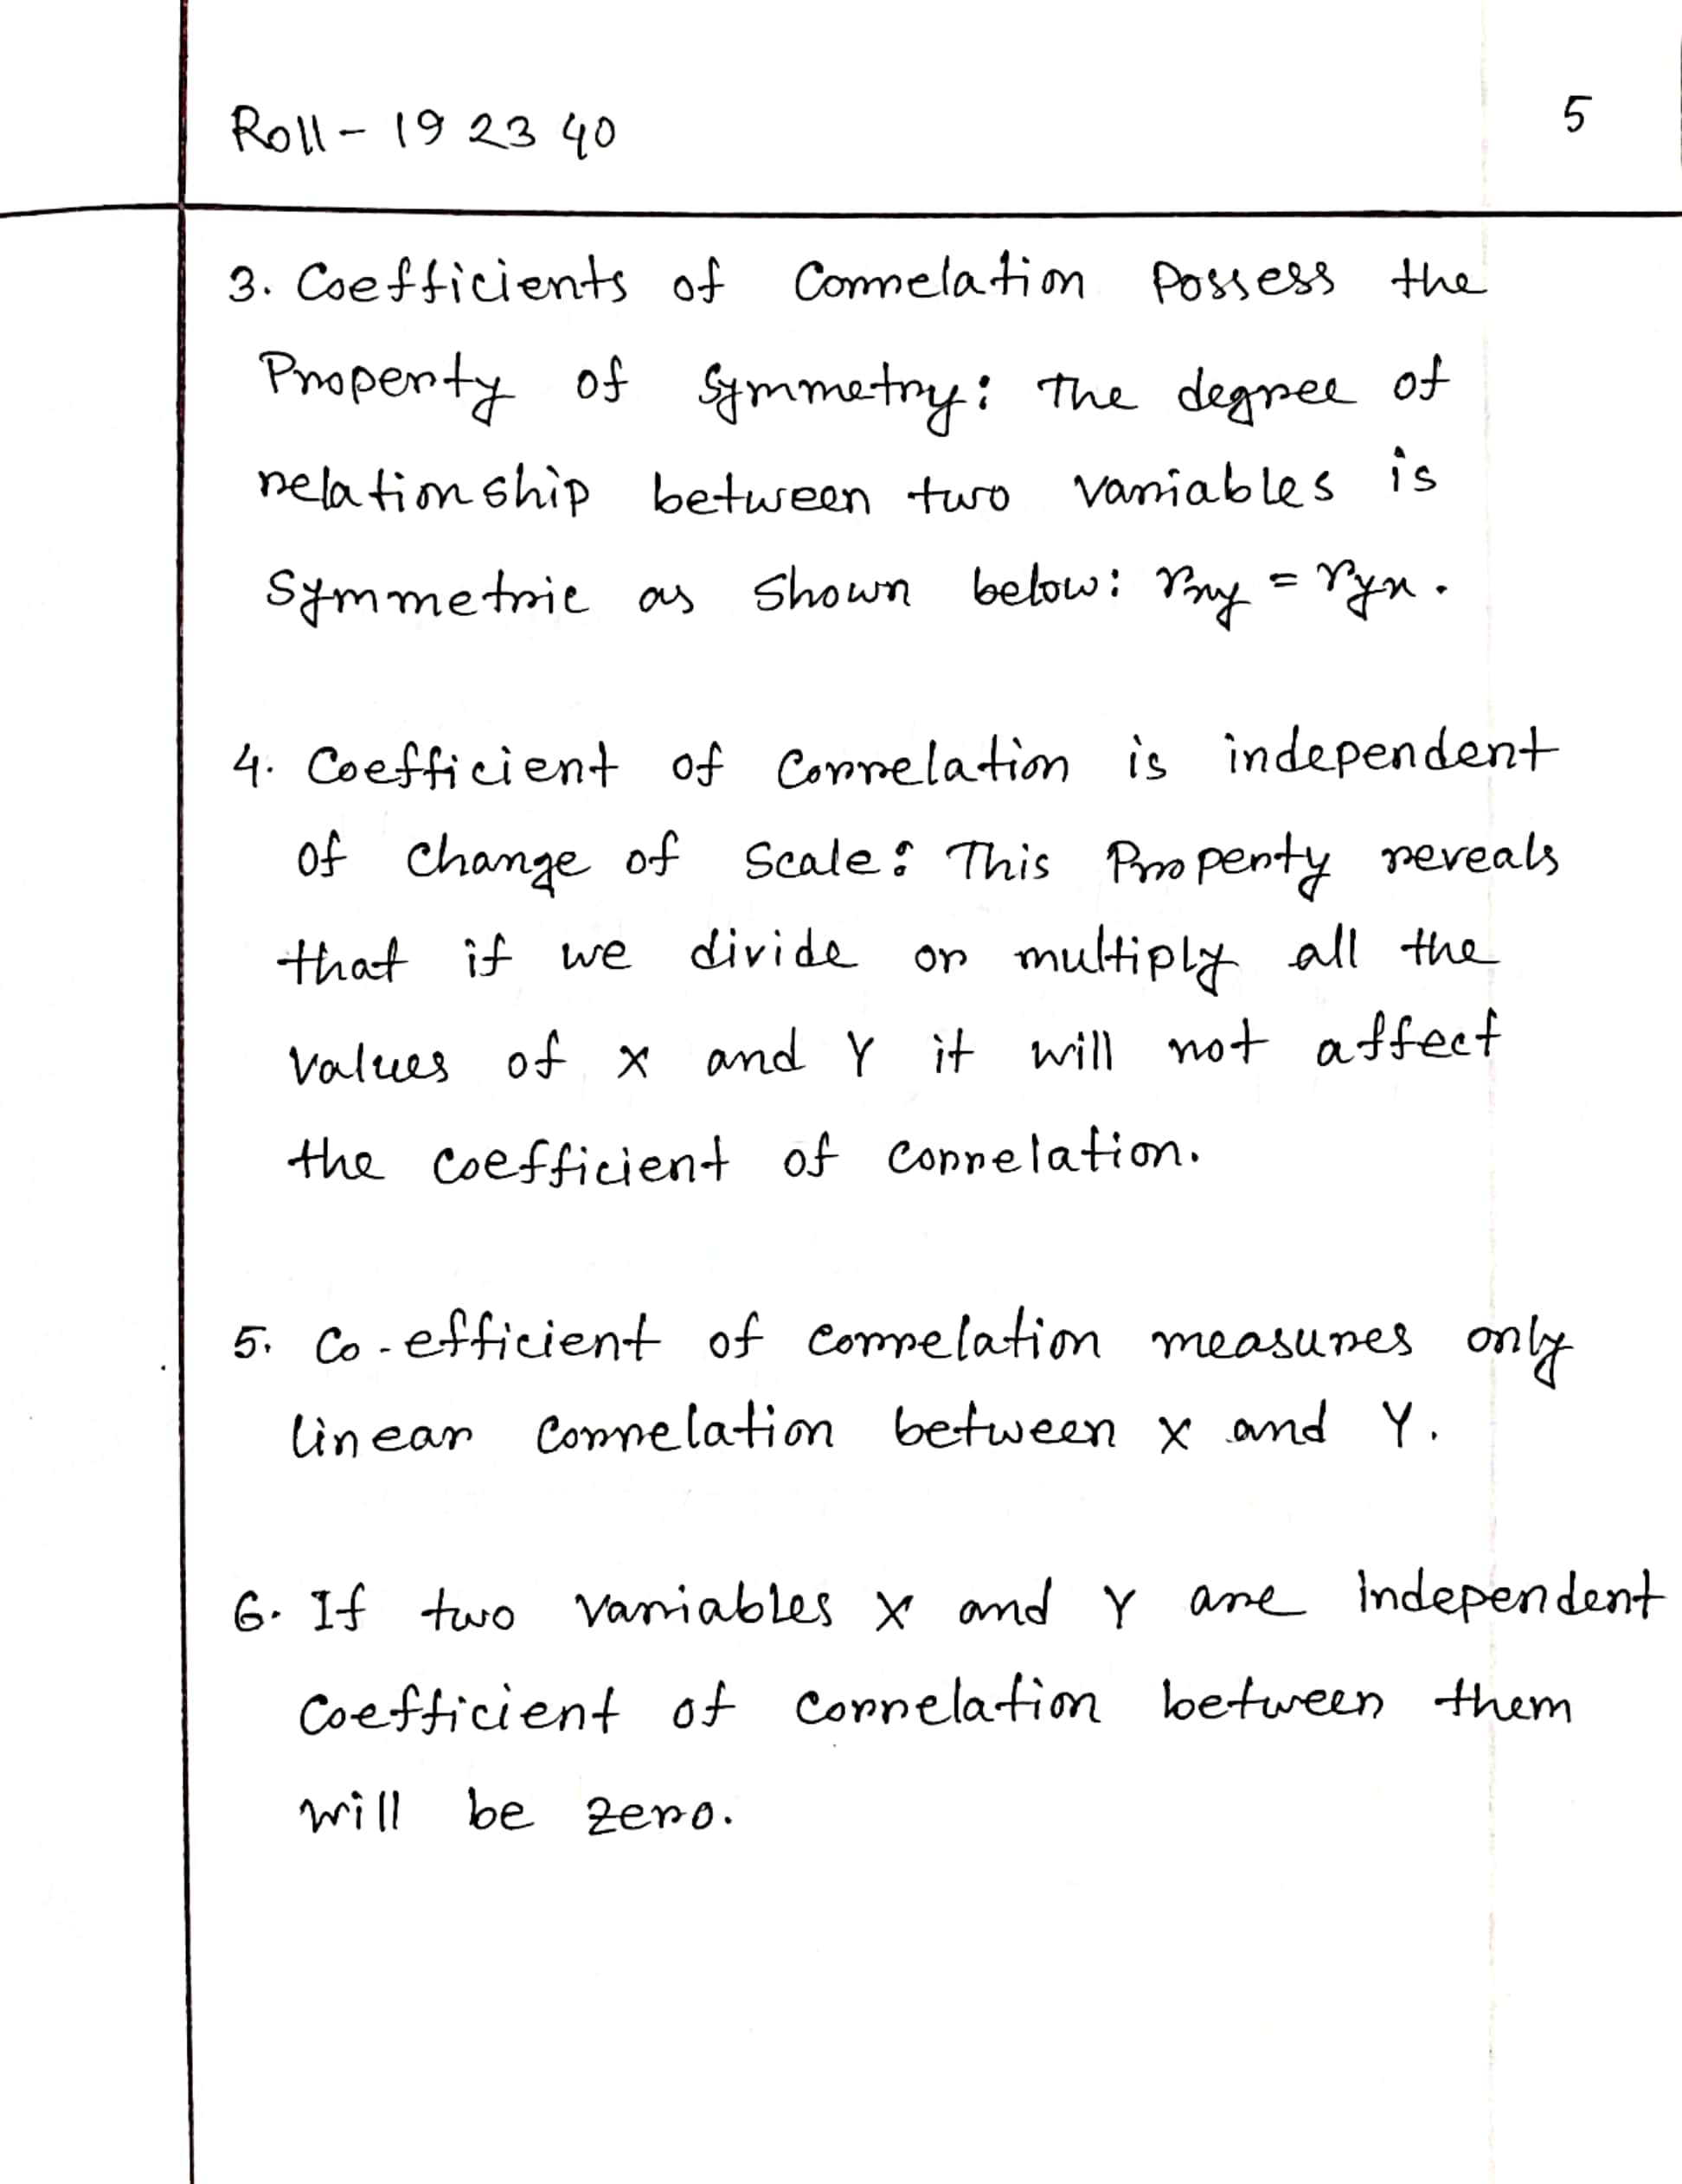 Roll - 19 23 40
5
3. Coefficients of Correlation Possess the
Property of Symmetry: The degree of
relationship between two variables is
Symmetric as shown below: rxy = ryx.
4. Coefficient of Correlation is independent
of change of Scale: This Property reveals
that if we divide or multiply all the
values of X and Y it will not affect
the coefficient of correlation.
5. Co-efficient of correlation measures only
linear correlation between X and Y.
6. If two variables X and Y are Independent
Coefficient of correlation between them
will be zero.